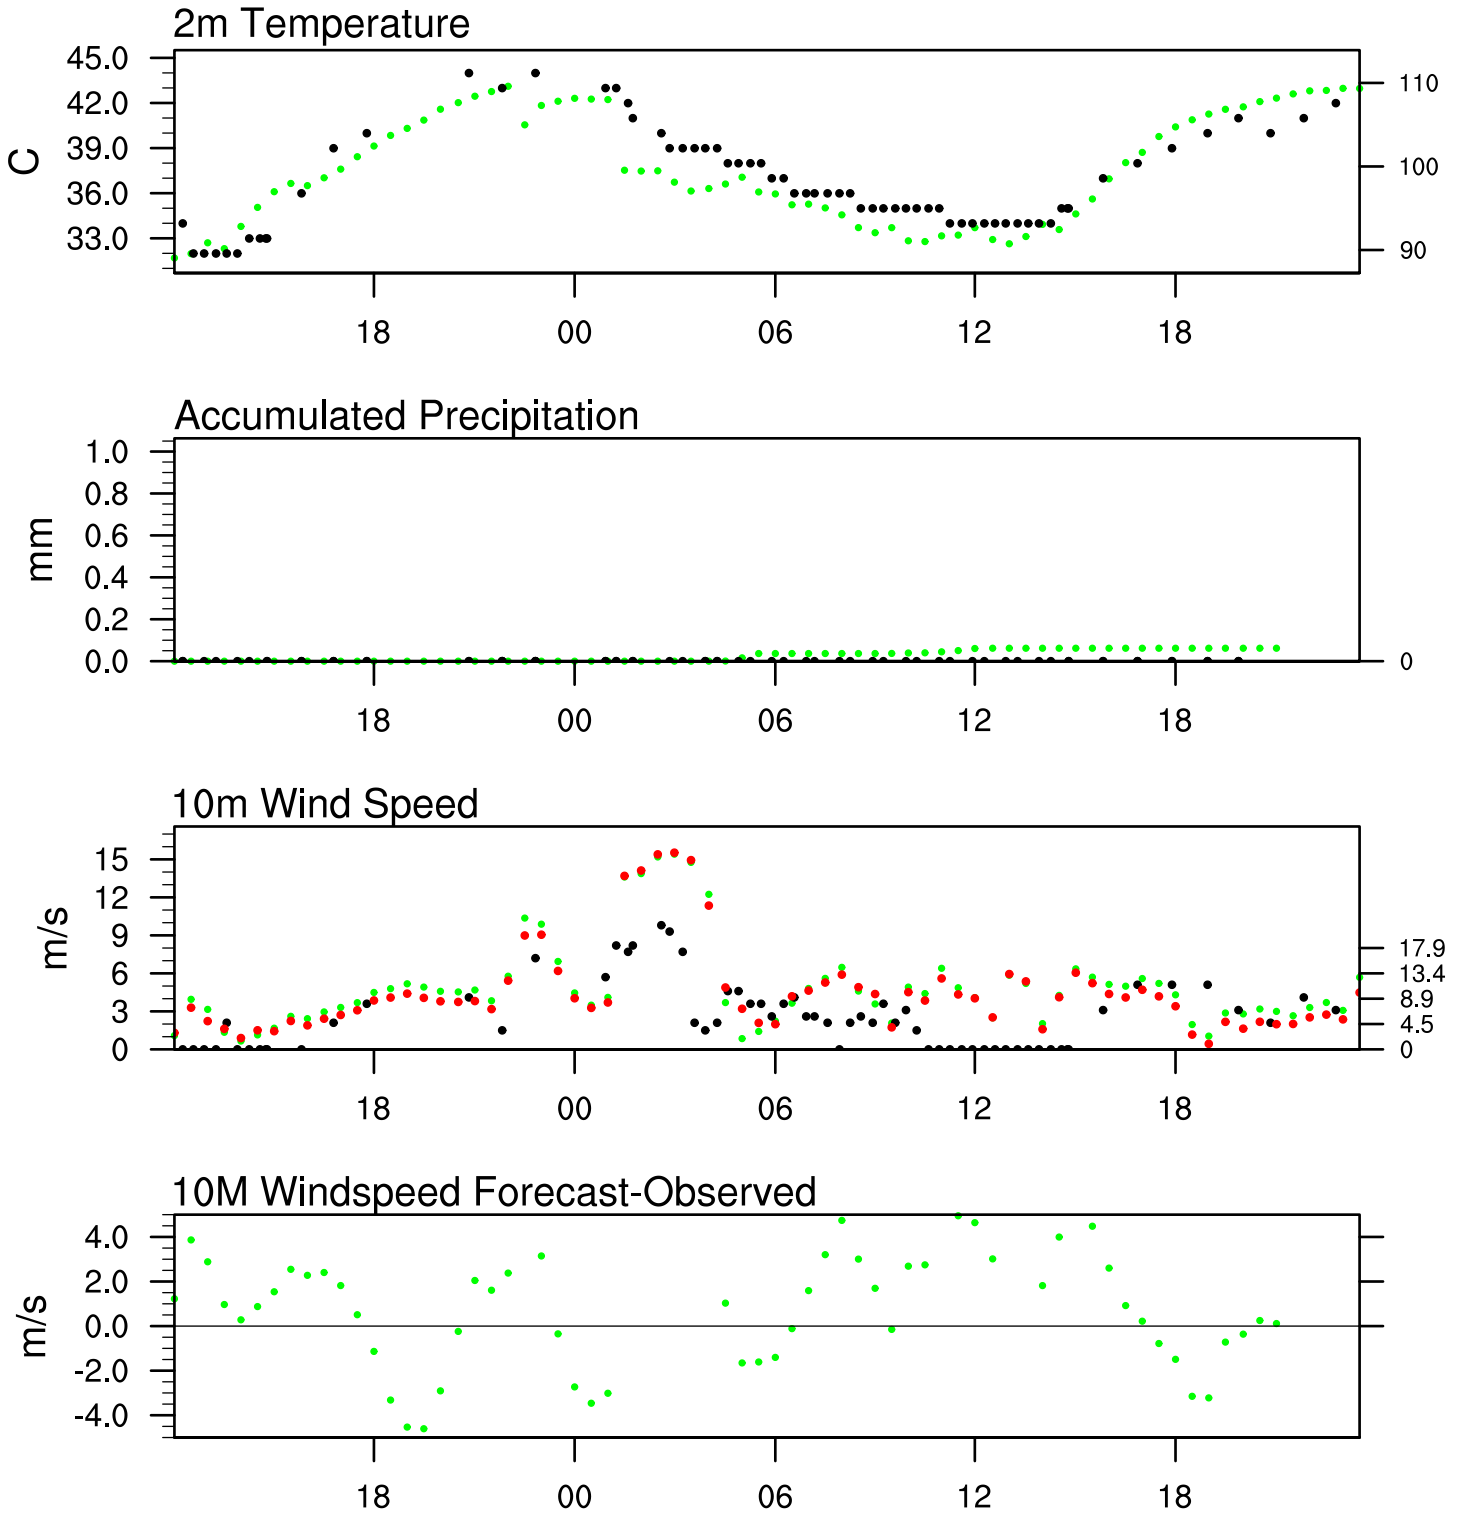 2m Temperature
45.0
42.0
39.0
36.0
33.0
C
110
100
90
18 00 06 12 18
Accumulated Precipitation
1.0
0.8
0.6
0.4
0.2
0.0
mm
0
18 00 06 12 18
10m Wind Speed
15
12
9
6
3
0
m/s
17.9
13.4
8.9
4.5
0
18 00 06 12 18
10M Windspeed Forecast-Observed
4.0
2.0
0.0
-2.0
-4.0
m/s
18 00 06 12 18